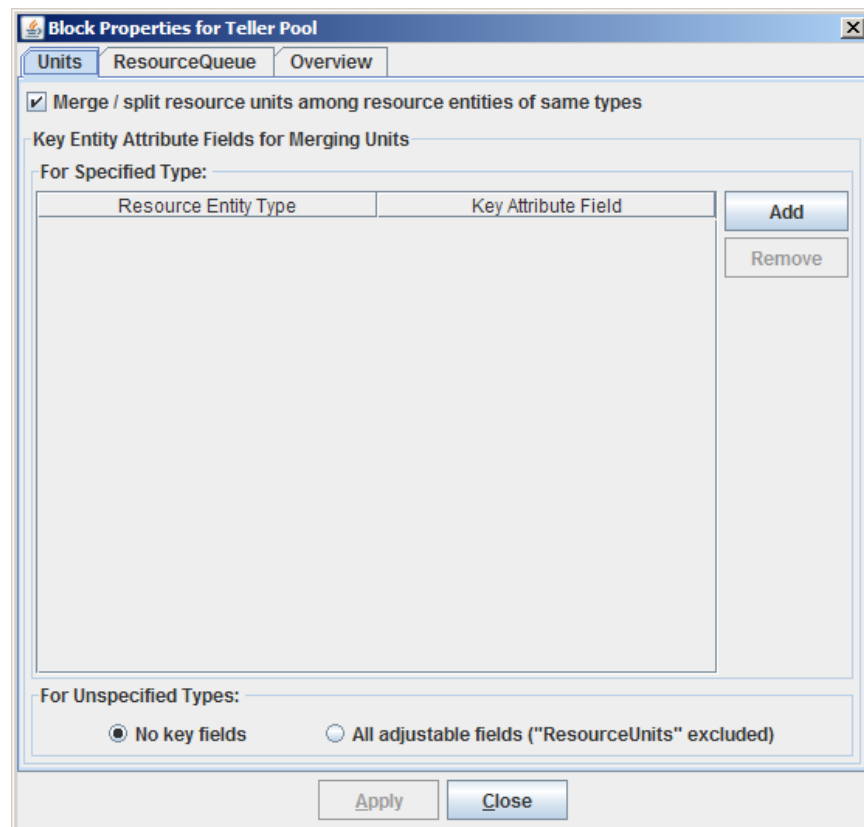 Block Properties for Teller Pool
Units ResourceQueue Overview
Merge / split resource units among resource entities of same types
Key Entity Attribute Fields for Merging Units
For Specified Type:
Resource Entity Type Key Attribute Field
Add
Remove
For Unspecified Types:
No key fields All adjustable fields ("ResourceUnits" excluded)
Apply Close